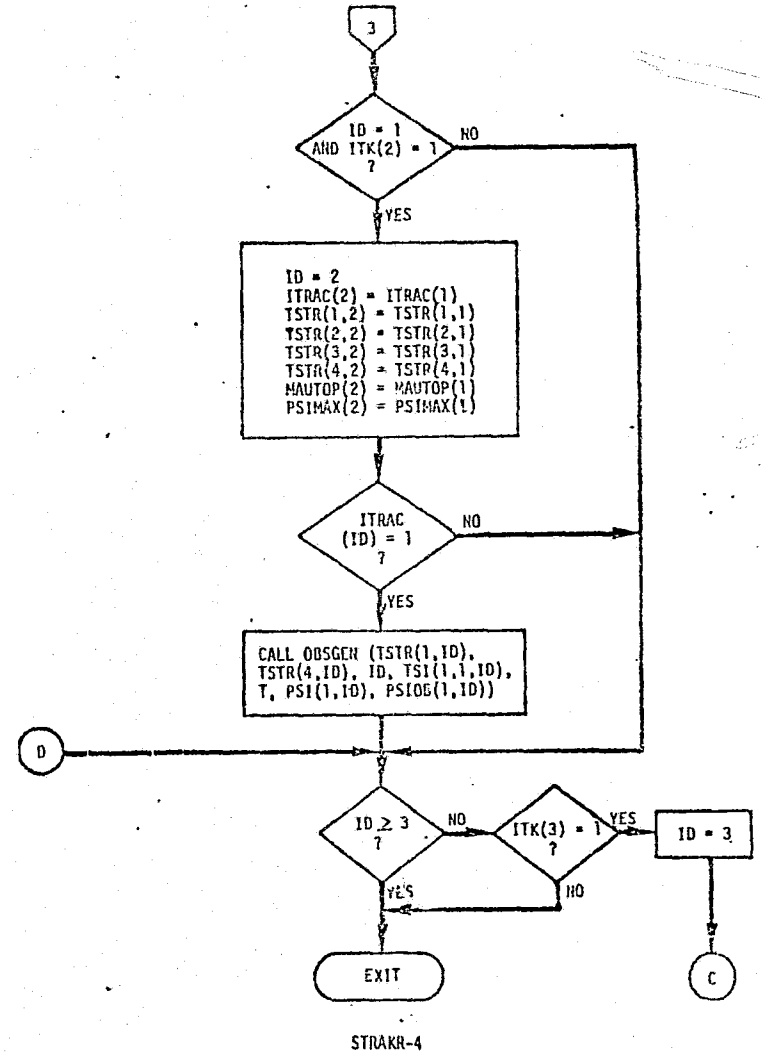 3
ID = 1
AND ITK(2) = 1
?
NO
YES
ID = 2
ITRAC(2) = ITRAC(1)
TSTR(1,2) = TSTR(1,1)
TSTR(2,2) = TSTR(2,1)
TSTR(3,2) = TSTR(3,1)
TSTR(4,2) = TSTR(4,1)
MAUTOP(2) = MAUTOP(1)
PSIMAX(2) = PSIMAX(1)
ITRAC
(ID) = 1
?
NO
YES
CALL OBSGEN (TSTR(1,ID),
TSTR(4,ID), ID, TSI(1,1,ID),
T, PSI(1,ID), PSIOB(1,ID))
D
ID ≥ 3
?
NO
YES
ITK(3) = 1
?
YES
NO
ID = 3
EXIT
C
STRAKR-4